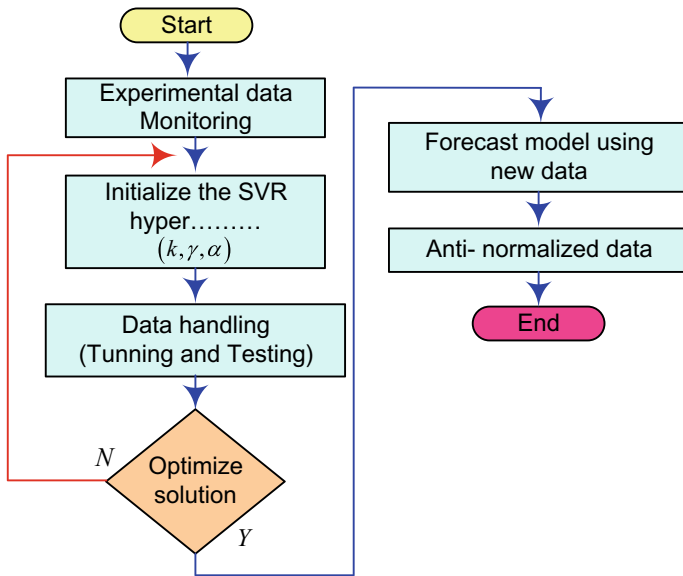 Start
Experimental data
Monitoring
Initialize the SVR
hyper.........
(k, γ, α)
Data handling
(Tunning and Testing)
Optimize
solution
N
Y
Forecast model using
new data
Anti- normalized data
End